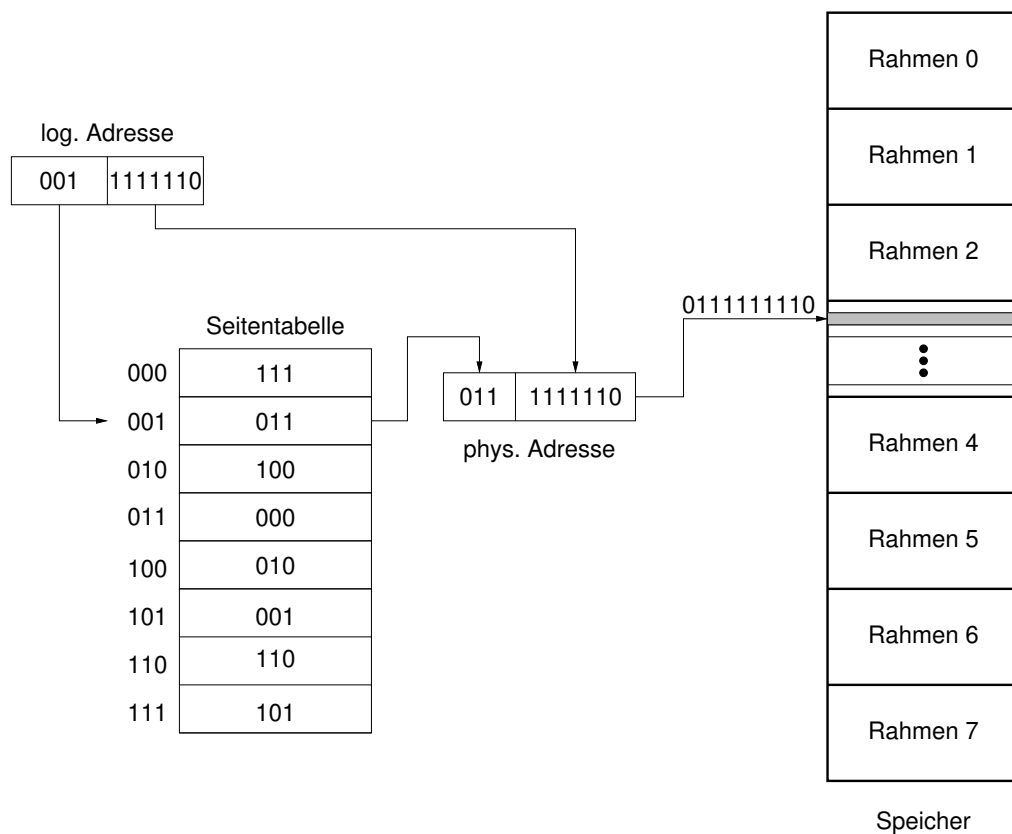 log. Adresse
001 1111110
Seitentabelle
000 111
001 011
010 100
011 000
100 010
101 001
110 110
111 101
011 1111110
phys. Adresse
0111111110
Rahmen 0
Rahmen 1
Rahmen 2
Rahmen 4
Rahmen 5
Rahmen 6
Rahmen 7
Speicher